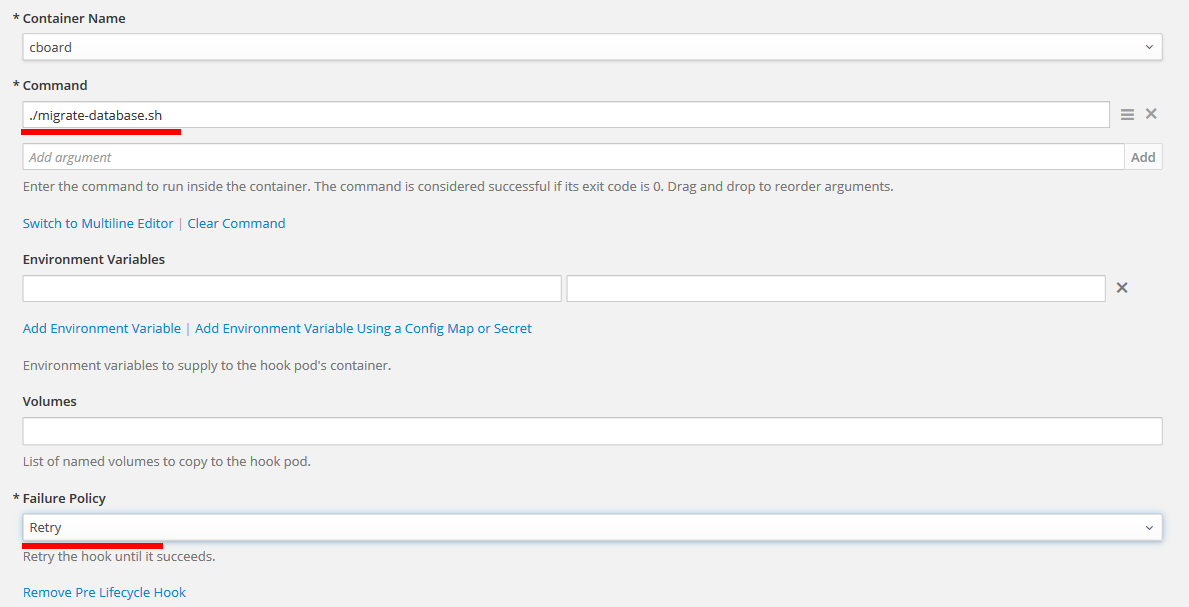 * Container Name
cboard
* Command
./migrate-database.sh
Add argument Add
Enter the command to run inside the container. The command is considered successful if its exit code is 0. Drag and drop to reorder arguments.
Switch to Multiline Editor | Clear Command
Environment Variables
Add Environment Variable | Add Environment Variable Using a Config Map or Secret
Environment variables to supply to the hook pod's container.
Volumes
List of named volumes to copy to the hook pod.
* Failure Policy
Retry
Retry the hook until it succeeds.
Remove Pre Lifecycle Hook